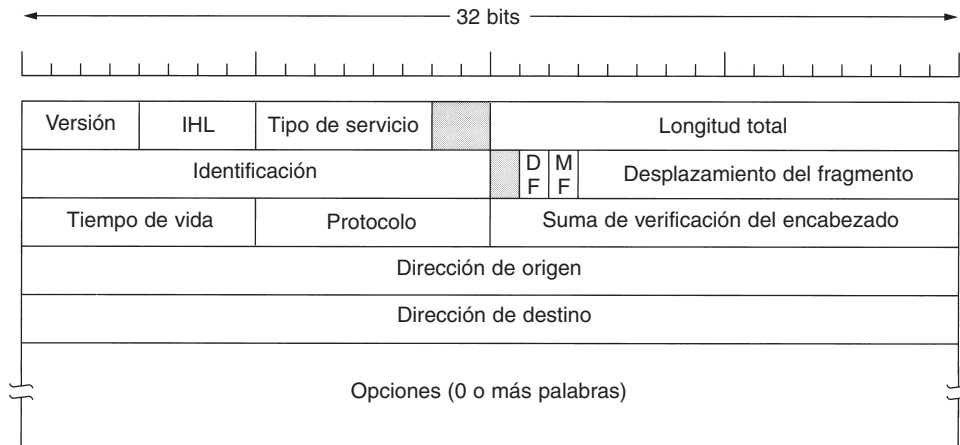 32 bits
Versión IHL Tipo de servicio Longitud total
Identificación D F M F Desplazamiento del fragmento
Tiempo de vida Protocolo Suma de verificación del encabezado
Dirección de origen
Dirección de destino
Opciones (0 o más palabras)